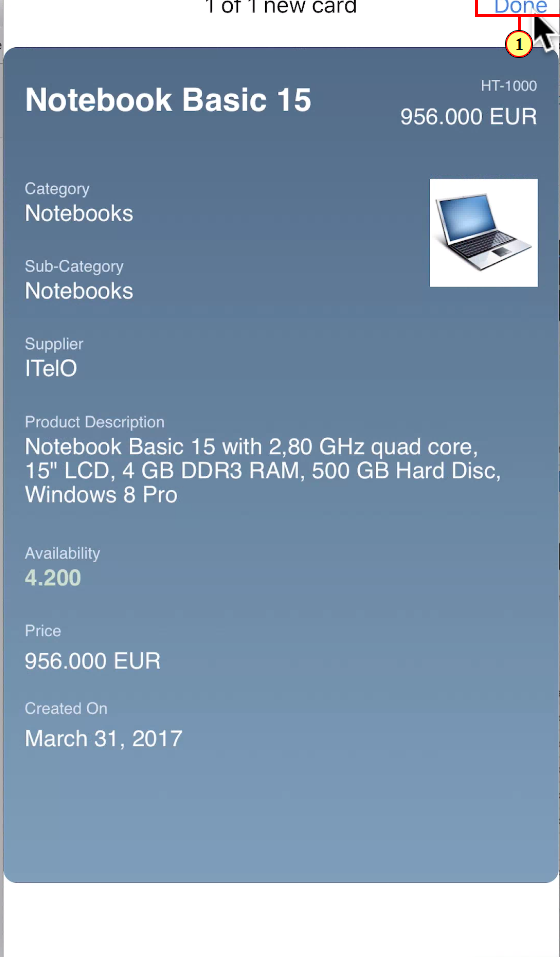 1 of 1 new card
Done
1
Notebook Basic 15
HT-1000
956.000 EUR
Category
Notebooks
Sub-Category
Notebooks
Supplier
ITelO
Product Description
Notebook Basic 15 with 2,80 GHz quad core,
15" LCD, 4 GB DDR3 RAM, 500 GB Hard Disc,
Windows 8 Pro
Availability
4.200
Price
956.000 EUR
Created On
March 31, 2017